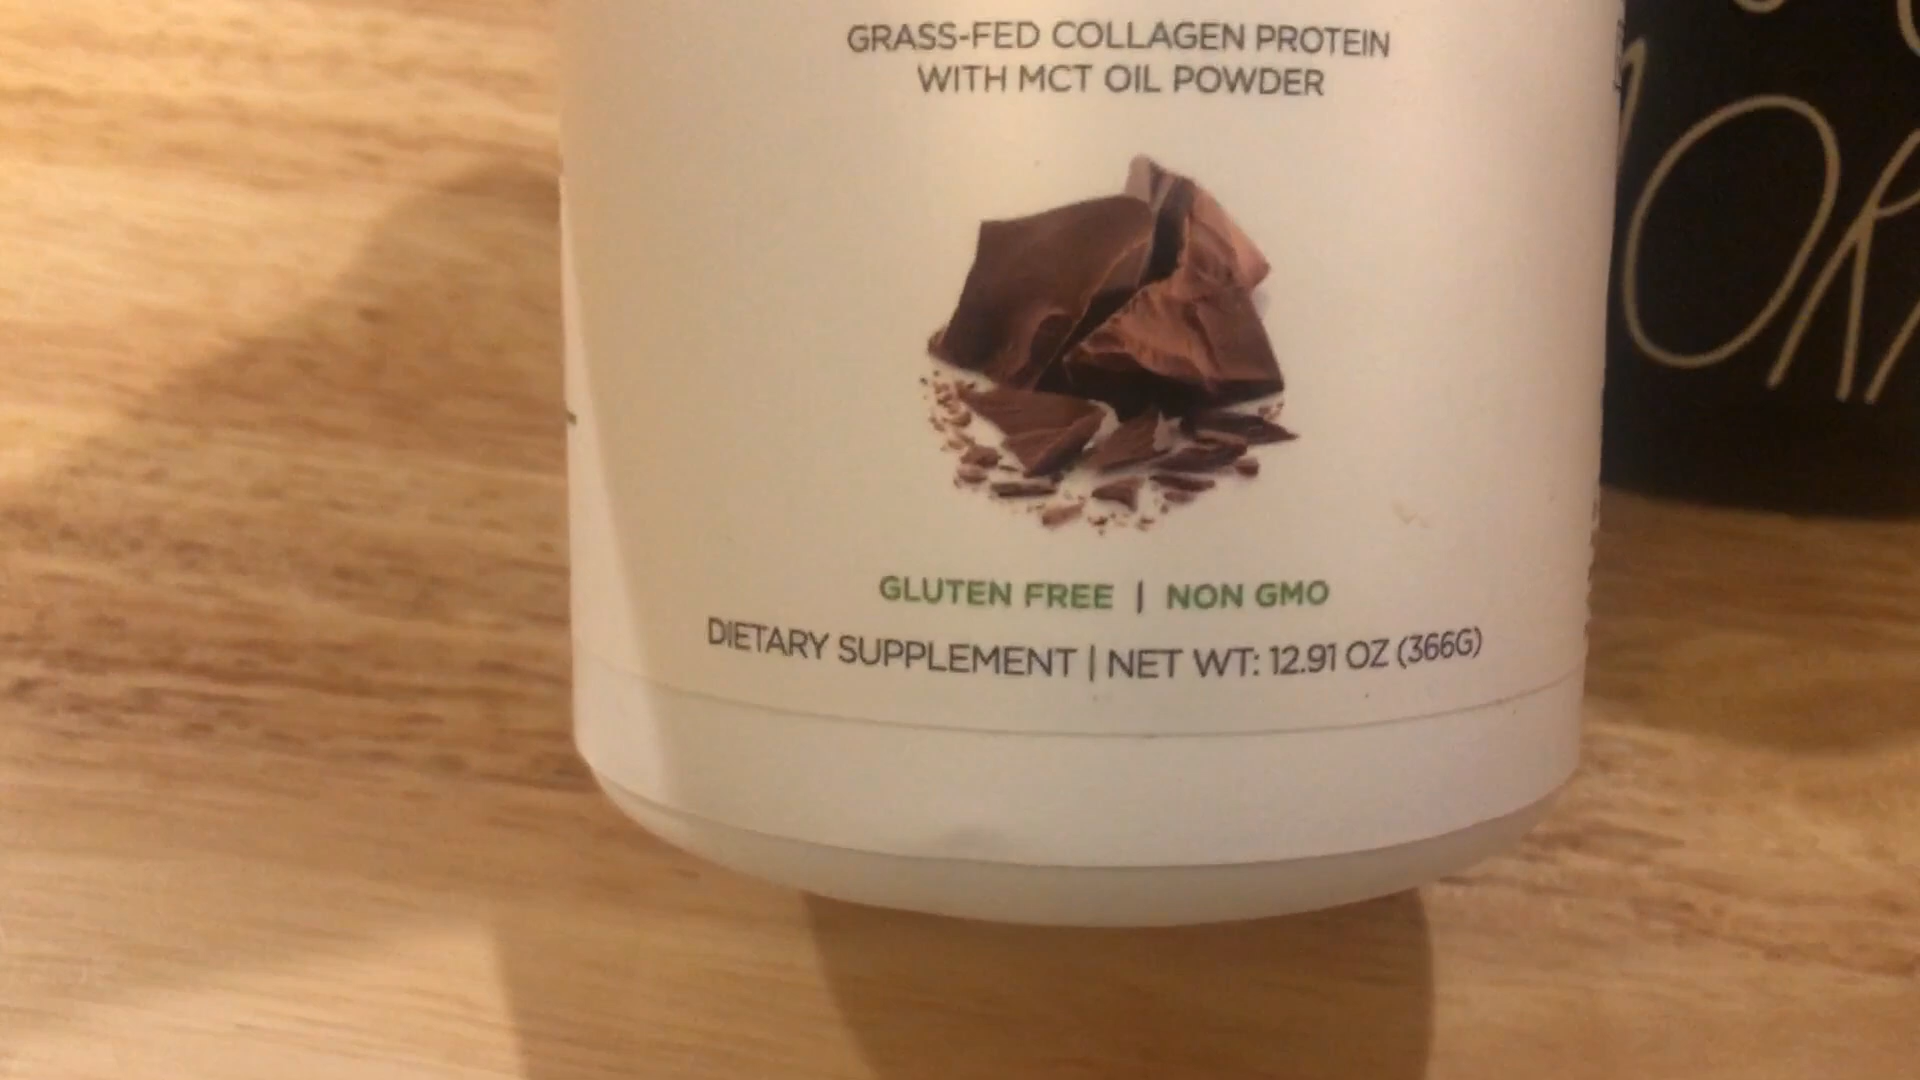 GRASS-FED COLLAGEN PROTEIN
WITH MCT OIL POWDER
GLUTEN FREE | NON GMO
DIETARY SUPPLEMENT | NET WT: 12.91 OZ (366G)